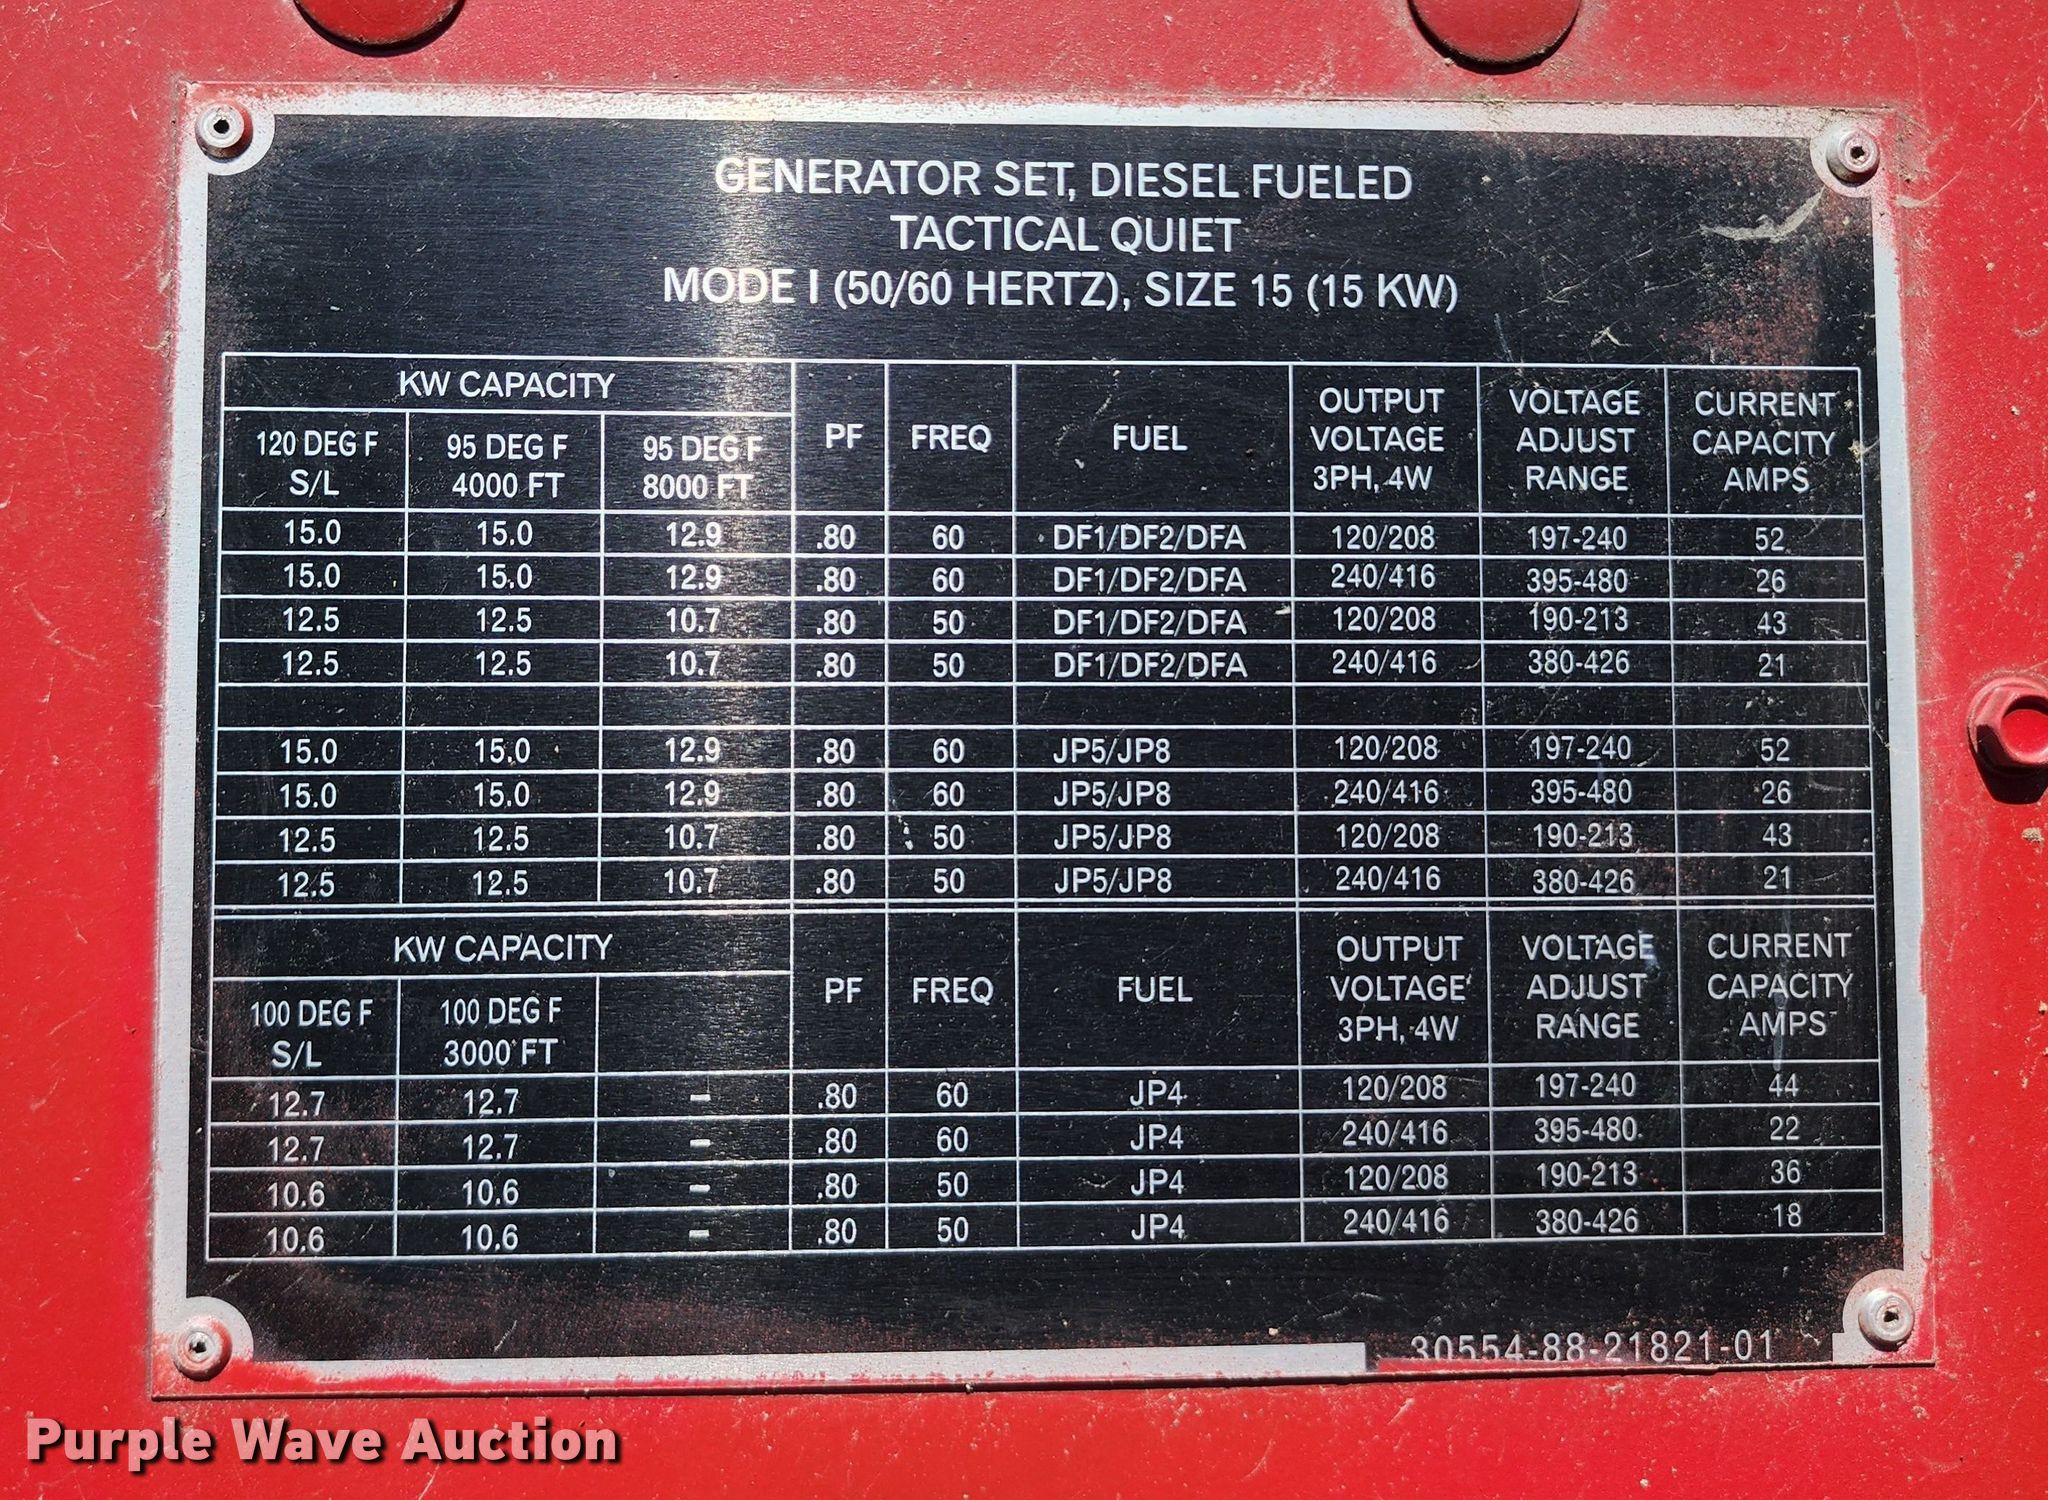 GENERATOR SET, DIESEL FUELED
TACTICAL QUIET
MODE I (50/60 HERTZ), SIZE 15 (15 KW)
KW CAPACITY
120 DEG F S/L 95 DEG F 4000 FT 95 DEG F 8000 FT PF FREQ FUEL OUTPUT VOLTAGE 3PH, 4W VOLTAGE ADJUST RANGE CURRENT CAPACITY AMPS
15.0 15.0 12.9 .80 60 DF1/DF2/DFA 120/208 197-240 52
15.0 15.0 12.9 .80 60 DF1/DF2/DFA 240/416 395-480 26
12.5 12.5 10.7 .80 50 DF1/DF2/DFA 120/208 190-213 43
12.5 12.5 10.7 .80 50 DF1/DF2/DFA 240/416 380-426 21
15.0 15.0 12.9 .80 60 JP5/JP8 120/208 197-240 52
15.0 15.0 12.9 .80 60 JP5/JP8 240/416 395-480 26
12.5 12.5 10.7 .80 50 JP5/JP8 120/208 190-213 43
12.5 12.5 10.7 .80 50 JP5/JP8 240/416 380-426 21
KW CAPACITY
100 DEG F S/L 100 DEG F 3000 FT - PF FREQ FUEL OUTPUT VOLTAGE 3PH, 4W VOLTAGE ADJUST RANGE CURRENT CAPACITY AMPS
12.7 12.7 - .80 60 JP4 120/208 197-240 44
12.7 12.7 - .80 60 JP4 240/416 395-480 22
10.6 10.6 - .80 50 JP4 120/208 190-213 36
10.6 10.6 - .80 50 JP4 240/416 380-426 18
30554-88-21821-01
Purple Wave Auction